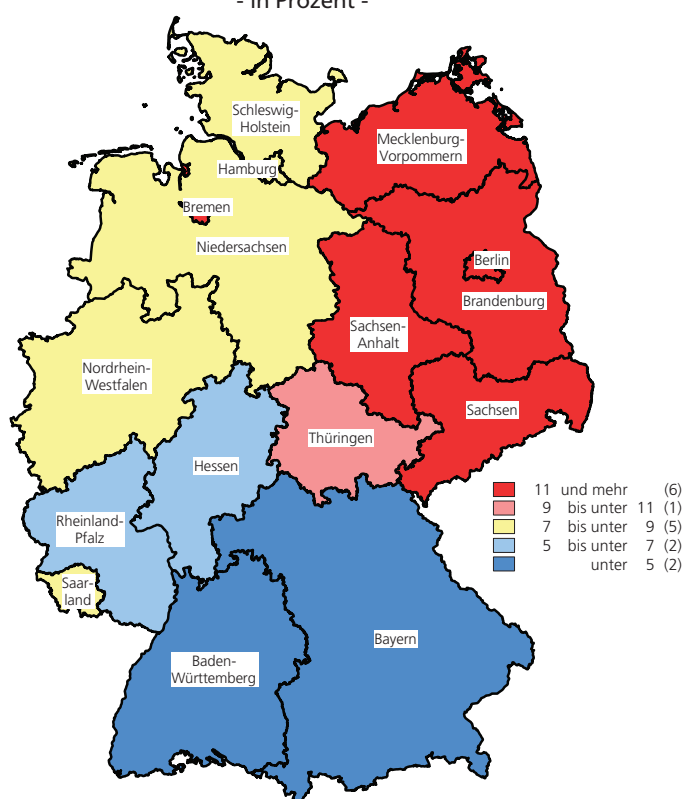 - in Prozent -
Schleswig-
Holstein
Mecklenburg-
Vorpommern
Hamburg
Bremen
Niedersachsen
Berlin
Brandenburg
Sachsen-
Anhalt
Nordrhein-
Westfalen
Sachsen
Thüringen
Hessen
Rheinland-
Pfalz
Saar-
land
Bayern
Baden-
Württemberg
11 und mehr (6)
9 bis unter 11 (1)
7 bis unter 9 (5)
5 bis unter 7 (2)
unter 5 (2)